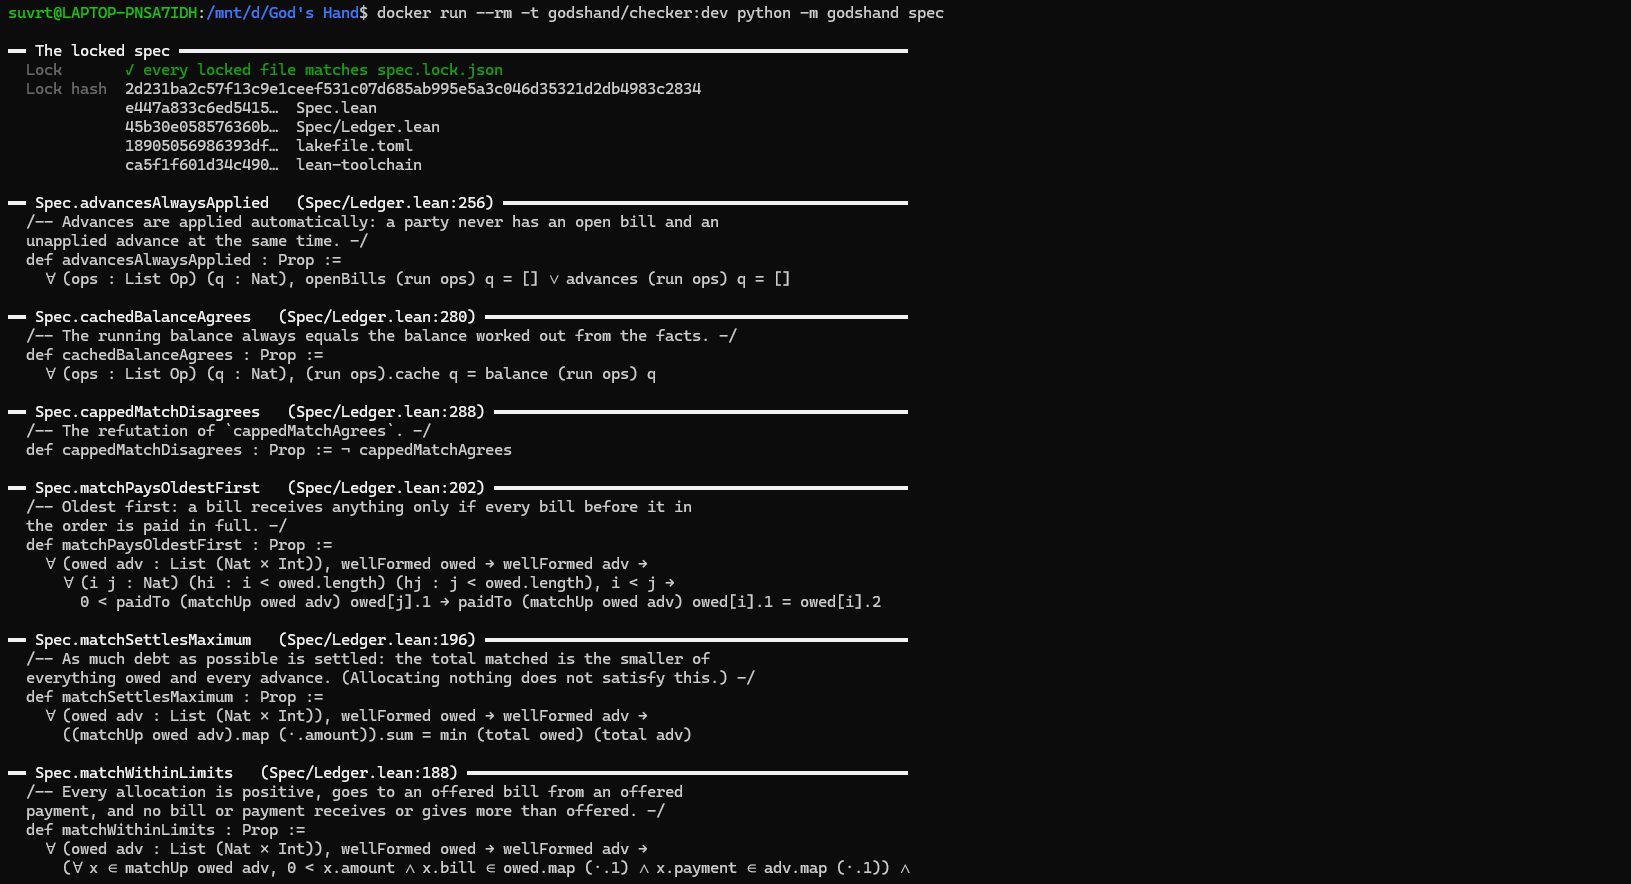 suvrt@LAPTOP-PNSA7IDH:/mnt/d/God's Hand$ docker run --rm -t godshand/checker:dev python -m godshand spec
The locked spec
Lock ✓ every locked file matches spec.lock.json
Lock hash 2d231ba2c57f13c9e1ceef531c07d685ab995e5a3c046d35321d2db4983c2834
e447a833c6ed5415… Spec.lean
45b30e058576360b… Spec/Ledger.lean
18905056986393df… lakefile.toml
ca5f1f601d34c490… lean-toolchain
Spec.advancesAlwaysApplied (Spec/Ledger.lean:256)
/-- Advances are applied automatically: a party never has an open bill and an
unapplied advance at the same time. -/
def advancesAlwaysApplied : Prop :=
∀ (ops : List Op) (q : Nat), openBills (run ops) q = [] ∨ advances (run ops) q = []
Spec.cachedBalanceAgrees (Spec/Ledger.lean:280)
/-- The running balance always equals the balance worked out from the facts. -/
def cachedBalanceAgrees : Prop :=
∀ (ops : List Op) (q : Nat), (run ops).cache q = balance (run ops) q
Spec.cappedMatchDisagrees (Spec/Ledger.lean:288)
/-- The refutation of `cappedMatchAgrees`. -/
def cappedMatchDisagrees : Prop := ¬ cappedMatchAgrees
Spec.matchPaysOldestFirst (Spec/Ledger.lean:202)
/-- Oldest first: a bill receives anything only if every bill before it in
the order is paid in full. -/
def matchPaysOldestFirst : Prop :=
∀ (owed adv : List (Nat × Int)), wellFormed owed → wellFormed adv →
∀ (i j : Nat) (hi : i < owed.length) (hj : j < owed.length), i < j →
0 < paidTo (matchUp owed adv) owed[j].1 → paidTo (matchUp owed adv) owed[i].1 = owed[i].2
Spec.matchSettlesMaximum (Spec/Ledger.lean:196)
/-- As much debt as possible is settled: the total matched is the smaller of
everything owed and every advance. (Allocating nothing does not satisfy this.) -/
def matchSettlesMaximum : Prop :=
∀ (owed adv : List (Nat × Int)), wellFormed owed → wellFormed adv →
((matchUp owed adv).map (·.amount)).sum = min (total owed) (total adv)
Spec.matchWithinLimits (Spec/Ledger.lean:188)
/-- Every allocation is positive, goes to an offered bill from an offered
payment, and no bill or payment receives or gives more than offered. -/
def matchWithinLimits : Prop :=
∀ (owed adv : List (Nat × Int)), wellFormed owed → wellFormed adv →
(∀ x ∈ matchUp owed adv, 0 < x.amount ∧ x.bill ∈ owed.map (·.1) ∧ x.payment ∈ adv.map (·.1)) ∧